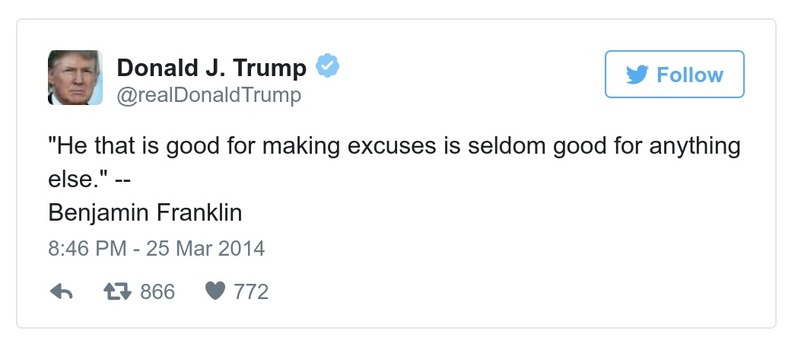 Donald J. Trump
@realDonaldTrump
Follow
"He that is good for making excuses is seldom good for anything
else." --
Benjamin Franklin
8:46 PM - 25 Mar 2014
866 772